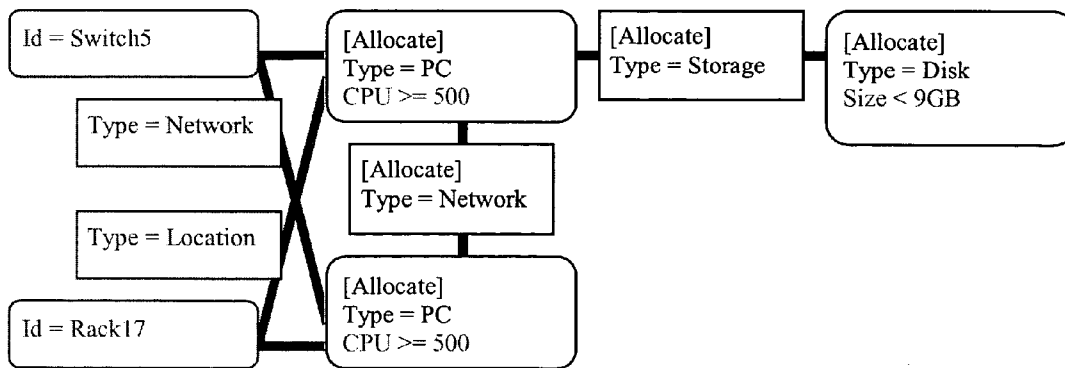 Id = Switch5
Type = Network
Type = Location
Id = Rack17
[Allocate]
Type = PC
CPU >= 500
[Allocate]
Type = Network
[Allocate]
Type = PC
CPU >= 500
[Allocate]
Type = Storage
[Allocate]
Type = Disk
Size < 9GB